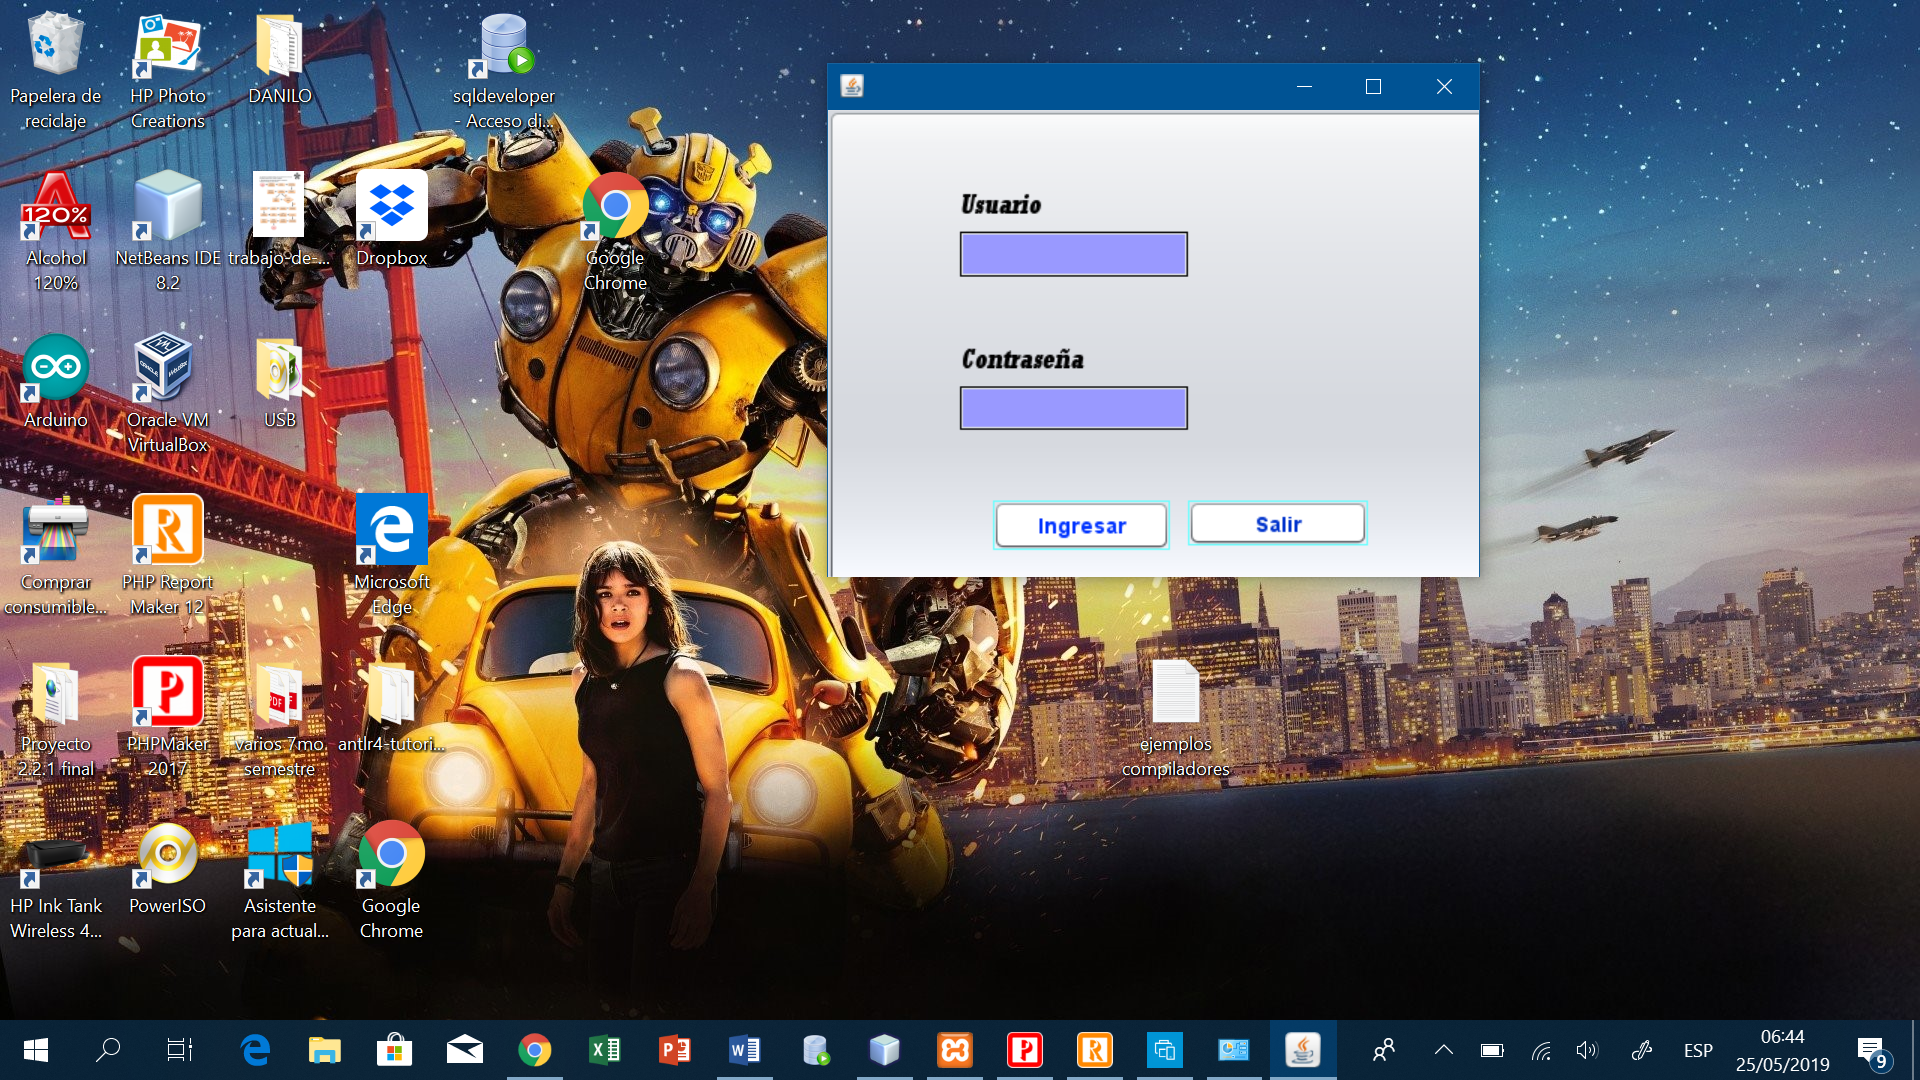 Papelera de
reciclaje
HP Photo
Creations
DANILO
sqldeveloper
- Acceso di...
120%
Alcohol
120%
NetBeans IDE
8.2
trabajo-de-...
Dropbox
Google
Chrome
Usuario
Contraseña
Ingresar
Salir
Arduino
Oracle VM
VirtualBox
USB
Comprar
consumible...
PHP Report
Maker 12
Microsoft
Edge
Proyecto
2.2.1 final
PHPMaker
2017
PDF
varios 7mo.
semestre
antlr4-tutori...
ejemplos
compiladores
HP Ink Tank
Wireless 4...
PowerISO
Asistente
para actual...
Google
Chrome
ESP
06:44
25/05/2019
9